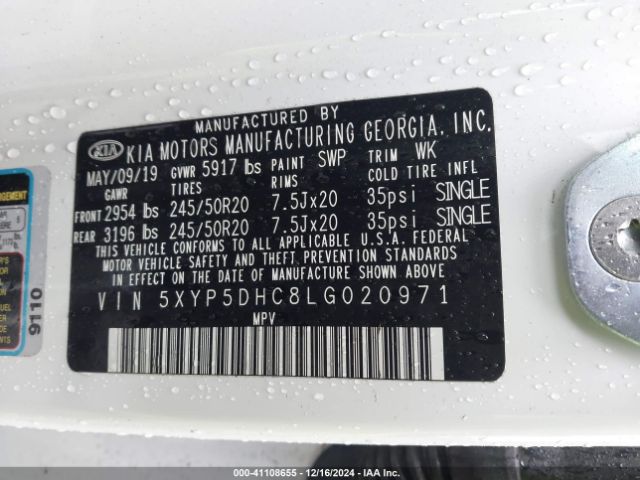 MANUFACTURED BY
KIA KIA MOTORS MANUFACTURING GEORGIA, INC.
MAY/09/19 GVWR 5917 lbs PAINT SWP TRIM WK
GAWR TIRES RIMS COLD TIRE INFL
FRONT 2954 lbs 245/50R20 7.5Jx20 35psi SINGLE
REAR 3196 lbs 245/50R20 7.5Jx20 35psi SINGLE
THIS VEHICLE CONFORMS TO ALL APPLICABLE U.S.A. FEDERAL
MOTOR VEHICLE SAFETY AND THEFT PREVENTION STANDARDS
IN EFFECT ON THE DATE OF MANUFACTURE SHOWN ABOVE.
VIN 5XYP5DHC8LG020971
MPV
9110
000-41108655 • 12/16/2024 • IAA Inc.